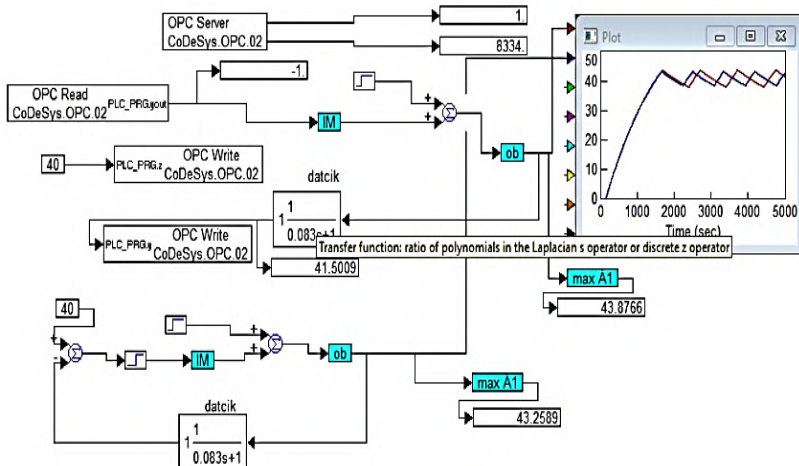 OPC Server
CoDeSys.OPC.02
1.
8334.
Plot
50
40
30
20
10
0
0 1000 2000 3000 4000 5000
Time (sec)
-1.
OPC Read
CoDeSys.OPC.02
PLC_PRG.yout
IM
+
+
Σ
ob
40
PLC_PRG.z
OPC Write
CoDeSys.OPC.02
datcik
1
1
0.083s+1
PLC_PRG.y
OPC Write
CoDeSys.OPC.02
Transfer function: ratio of polynomials in the Laplacian s operator or discrete z operator
41.5009
max A1
43.8766
40
+
-
Σ
IM
+
+
Σ
ob
max A1
43.2589
datcik
1
1
0.083s+1